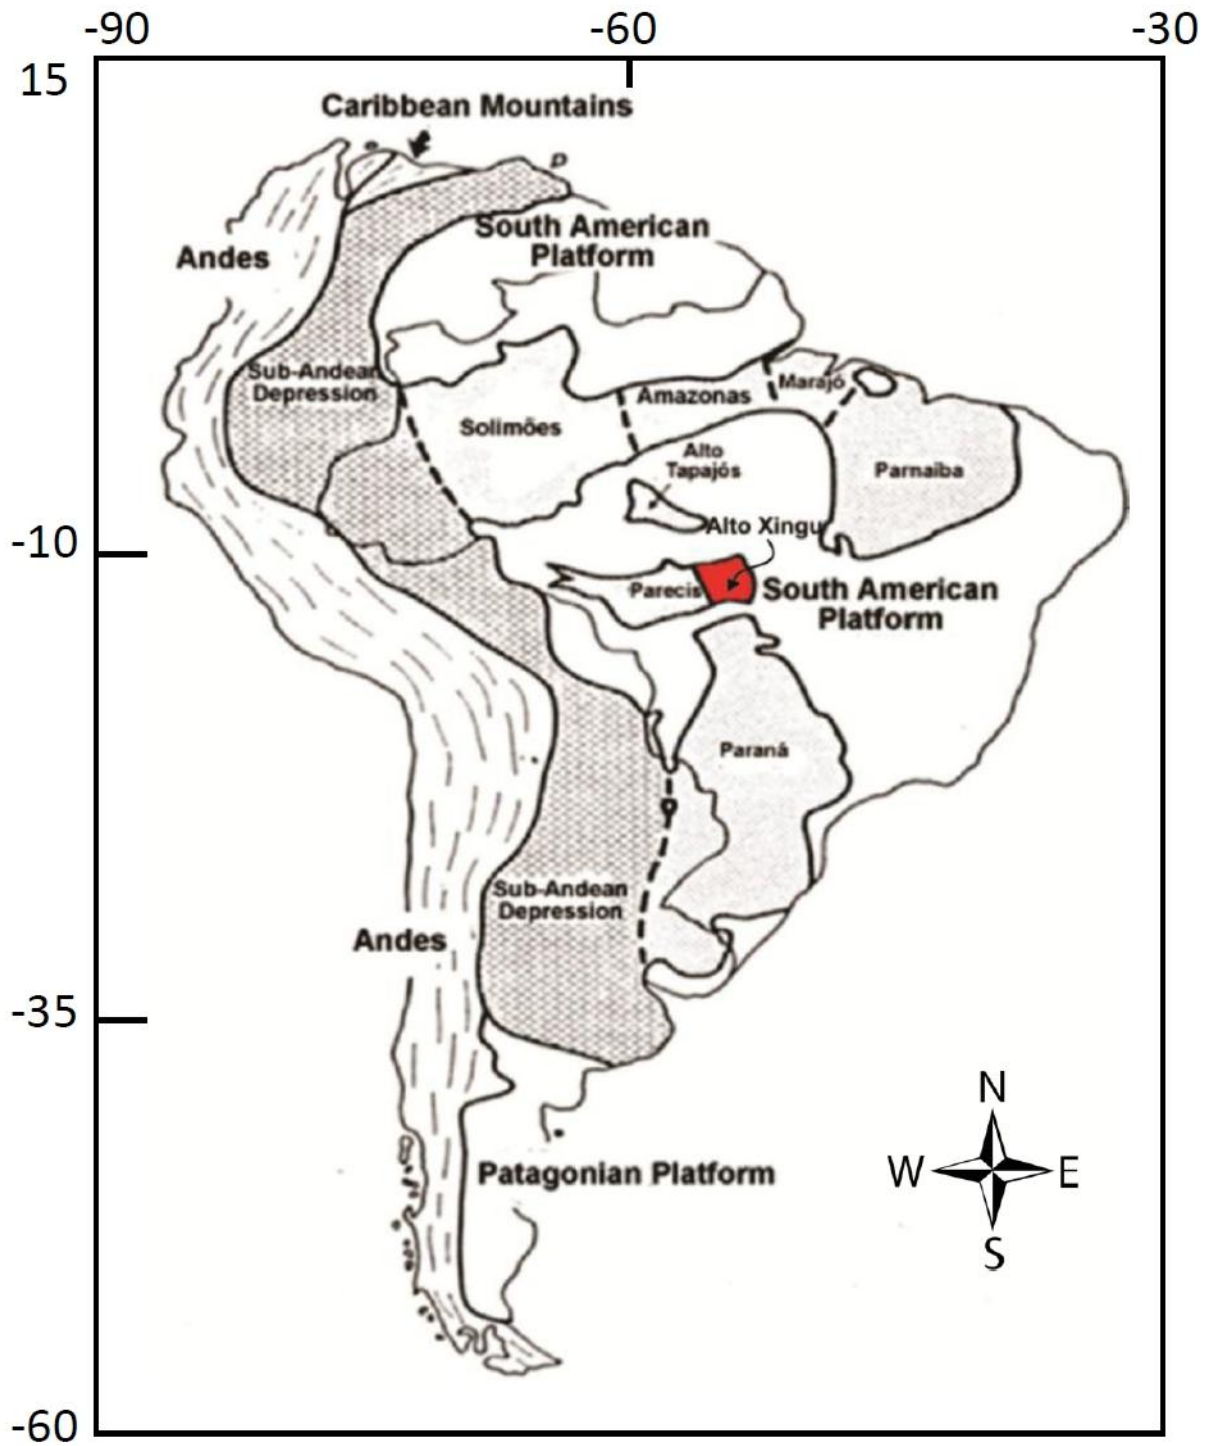 -90
-60
-30
15
Caribbean Mountains
South American
Platform
Andes
Sub-Andean
Depression
Marajó
Amazonas
Solimões
Alto
Tapajós
Parnaíba
Alto Xingu
-10
Parecis
South American
Platform
Paraná
Sub-Andean
Depression
Andes
-35
N
W
E
S
Patagonian Platform
-60